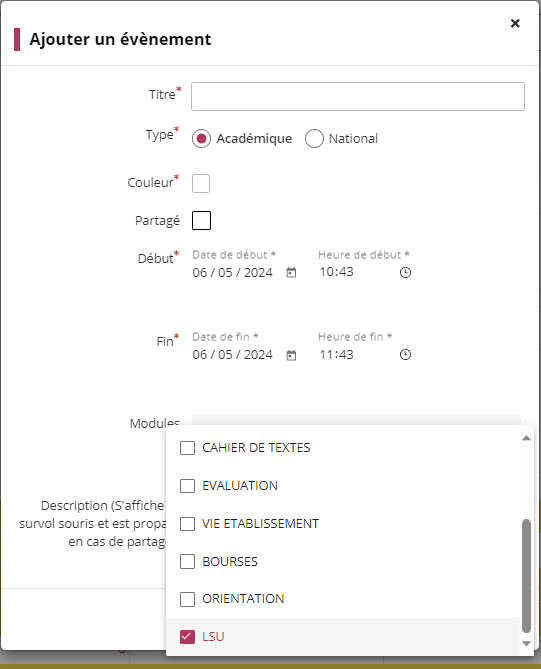 Ajouter un évènement
Titre*
Type* Académique National
Couleur*
Partagé
Début* Date de début * Heure de début *
06 / 05 / 2024 10:43
Fin* Date de fin * Heure de fin *
06 / 05 / 2024 11:43
Modules
CAHIER DE TEXTES
EVALUATION
VIE ETABLISSEMENT
BOURSES
ORIENTATION
LSU
Description (S'affiche
survol souris et est propa
en cas de partag